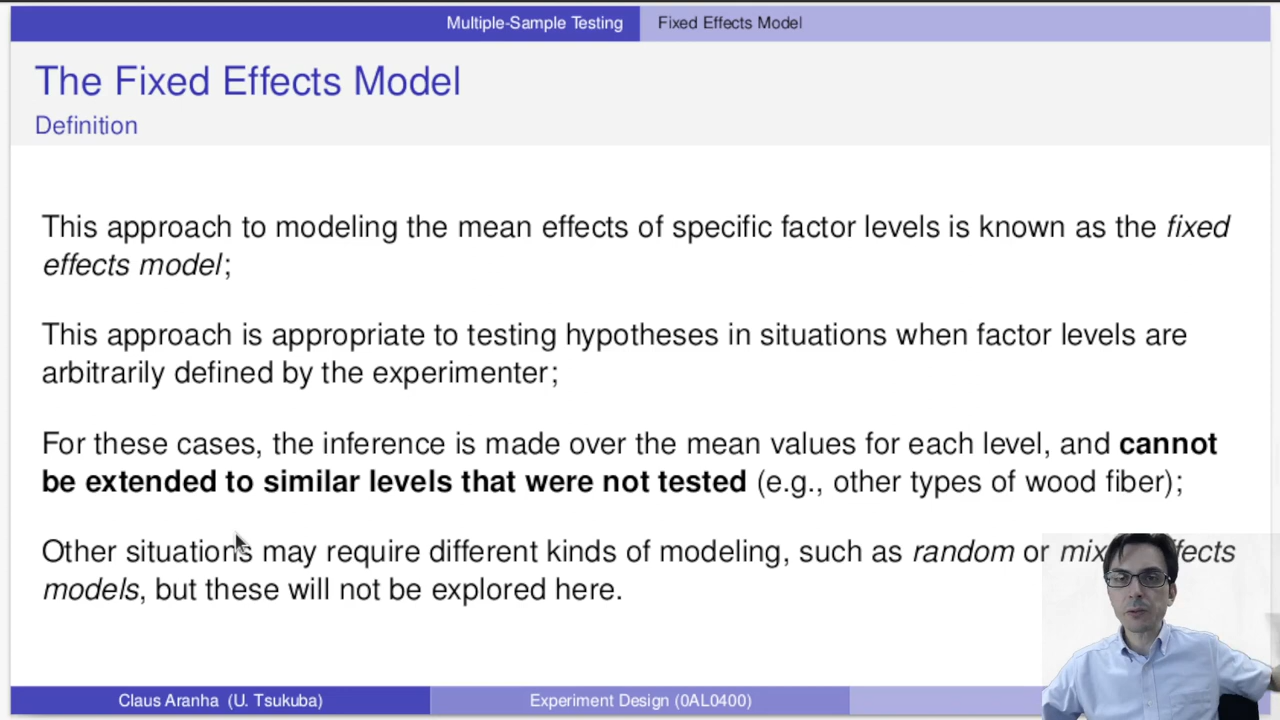 Multiple-Sample Testing Fixed Effects Model
The Fixed Effects Model
Definition
This approach to modeling the mean effects of specific factor levels is known as the fixed
effects model;
This approach is appropriate to testing hypotheses in situations when factor levels are
arbitrarily defined by the experimenter;
For these cases, the inference is made over the mean values for each level, and cannot
be extended to similar levels that were not tested (e.g., other types of wood fiber);
Other situations may require different kinds of modeling, such as random or
models, but these will not be explored here.
Claus Aranha (U. Tsukuba) Experiment Design (0AL0400)